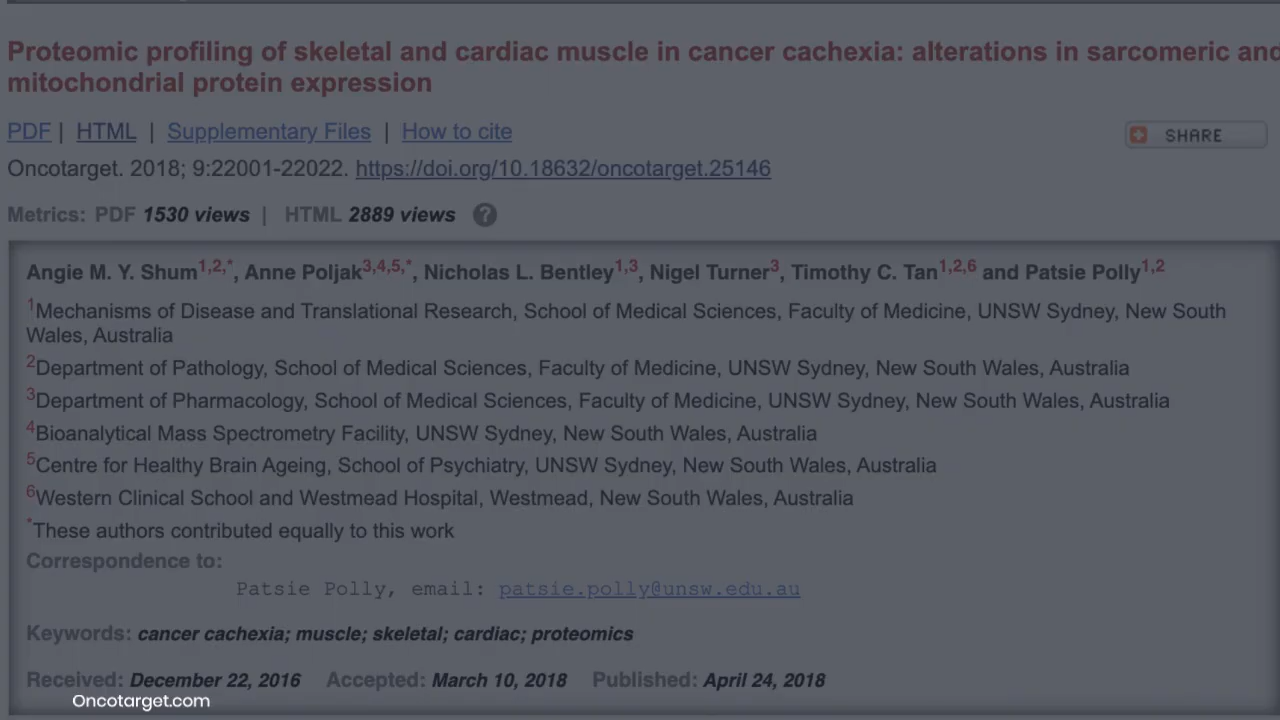 Proteomic profiling of skeletal and cardiac muscle in cancer cachexia: alterations in sarcomeric and
mitochondrial protein expression
PDF | HTML | Supplementary Files | How to cite
SHARE
Oncotarget. 2018; 9:22001-22022. https://doi.org/10.18632/oncotarget.25146
Metrics: PDF 1530 views | HTML 2889 views ?
Angie M. Y. Shum1,2,*, Anne Poljak3,4,5,*, Nicholas L. Bentley1,3, Nigel Turner3, Timothy C. Tan1,2,6 and Patsie Polly1,2
1Mechanisms of Disease and Translational Research, School of Medical Sciences, Faculty of Medicine, UNSW Sydney, New South
Wales, Australia
2Department of Pathology, School of Medical Sciences, Faculty of Medicine, UNSW Sydney, New South Wales, Australia
3Department of Pharmacology, School of Medical Sciences, Faculty of Medicine, UNSW Sydney, New South Wales, Australia
4Bioanalytical Mass Spectrometry Facility, UNSW Sydney, New South Wales, Australia
5Centre for Healthy Brain Ageing, School of Psychiatry, UNSW Sydney, New South Wales, Australia
6Western Clinical School and Westmead Hospital, Westmead, New South Wales, Australia
*These authors contributed equally to this work
Correspondence to:
Patsie Polly, email: patsie.polly@unsw.edu.au
Keywords: cancer cachexia; muscle; skeletal; cardiac; proteomics
Received: December 22, 2016 Accepted: March 10, 2018 Published: April 24, 2018
Oncotarget.com